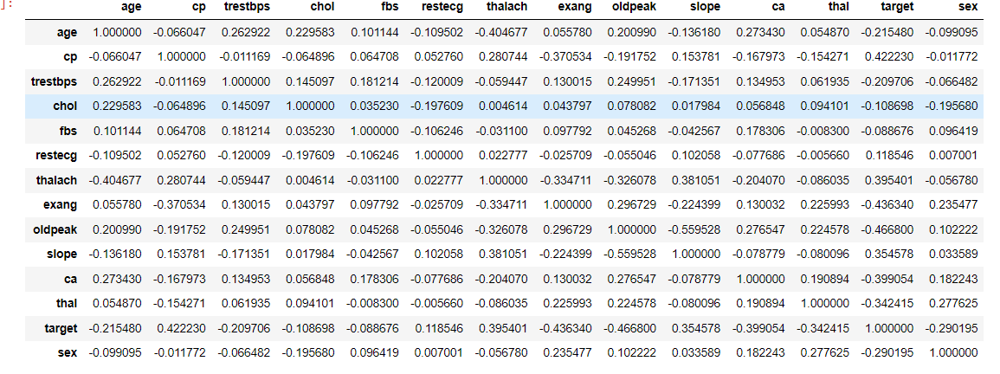 ]:
age cp trestbps chol fbs restecg thalach exang oldpeak slope ca thal target sex
age 1.000000 -0.066047 0.262922 0.229583 0.101144 -0.109502 -0.404677 0.055780 0.200990 -0.136180 0.273430 0.054870 -0.215480 -0.099095
cp -0.066047 1.000000 -0.011169 -0.064896 0.064708 0.052760 0.280744 -0.370534 -0.191752 0.153781 -0.167973 -0.154271 0.422230 -0.011772
trestbps 0.262922 -0.011169 1.000000 0.145097 0.181214 -0.120009 -0.059447 0.130015 0.249951 -0.171351 0.134953 0.061935 -0.209706 -0.066482
chol 0.229583 -0.064896 0.145097 1.000000 0.035230 -0.197609 0.004614 0.043797 0.078082 0.017984 0.056848 0.094101 -0.108698 -0.195680
fbs 0.101144 0.064708 0.181214 0.035230 1.000000 -0.106246 -0.031100 0.097792 0.045268 -0.042567 0.178306 -0.008300 -0.088676 0.096419
restecg -0.109502 0.052760 -0.120009 -0.197609 -0.106246 1.000000 0.022777 -0.025709 -0.055046 0.102058 -0.077686 -0.005660 0.118546 0.007001
thalach -0.404677 0.280744 -0.059447 0.004614 -0.031100 0.022777 1.000000 -0.334711 -0.326078 0.381051 -0.204070 -0.086035 0.395401 -0.056780
exang 0.055780 -0.370534 0.130015 0.043797 0.097792 -0.025709 -0.334711 1.000000 0.296729 -0.224399 0.130032 0.225993 -0.436340 0.235477
oldpeak 0.200990 -0.191752 0.249951 0.078082 0.045268 -0.055046 -0.326078 0.296729 1.000000 -0.559528 0.276547 0.224578 -0.466800 0.102222
slope -0.136180 0.153781 -0.171351 0.017984 -0.042567 0.102058 0.381051 -0.224399 -0.559528 1.000000 -0.078779 -0.080096 0.354578 0.033589
ca 0.273430 -0.167973 0.134953 0.056848 0.178306 -0.077686 -0.204070 0.130032 0.276547 -0.078779 1.000000 0.190894 -0.399054 0.182243
thal 0.054870 -0.154271 0.061935 0.094101 -0.008300 -0.005660 -0.086035 0.225993 0.224578 -0.080096 0.190894 1.000000 -0.342415 0.277625
target -0.215480 0.422230 -0.209706 -0.108698 -0.088676 0.118546 0.395401 -0.436340 -0.466800 0.354578 -0.399054 -0.342415 1.000000 -0.290195
sex -0.099095 -0.011772 -0.066482 -0.195680 0.096419 0.007001 -0.056780 0.235477 0.102222 0.033589 0.182243 0.277625 -0.290195 1.000000